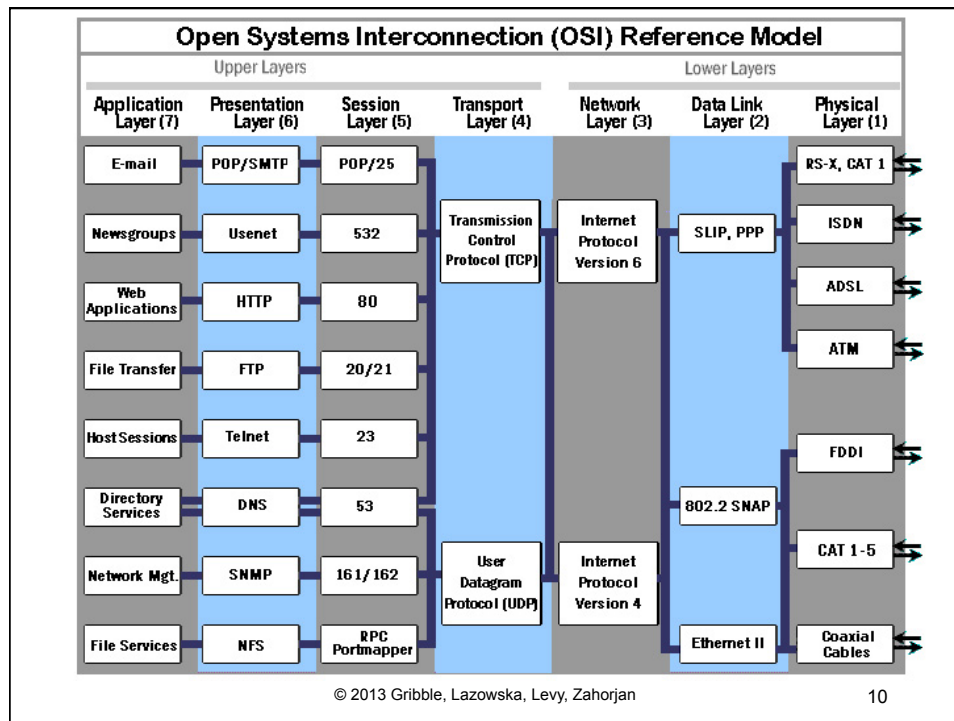 Open Systems Interconnection (OSI) Reference Model
Upper Layers
Lower Layers
Application
Layer (7)
Presentation
Layer (6)
Session
Layer (5)
Transport
Layer (4)
Network
Layer (3)
Data Link
Layer (2)
Physical
Layer (1)
E-mail
POP/SMTP
POP/25
Newsgroups
Usenet
532
Web
Applications
HTTP
80
File Transfer
FTP
20/21
Host Sessions
Telnet
23
Directory
Services
DNS
53
Network Mgt.
SNMP
161/162
File Services
NFS
RPC
Portmapper
Transmission
Control
Protocol (TCP)
User
Datagram
Protocol (UDP)
Internet
Protocol
Version 6
Internet
Protocol
Version 4
SLIP, PPP
802.2 SNAP
Ethernet II
RS-X, CAT 1
ISDN
ADSL
ATM
FDDI
CAT 1-5
Coaxial
Cables
© 2013 Gribble, Lazowska, Levy, Zahorjan
10